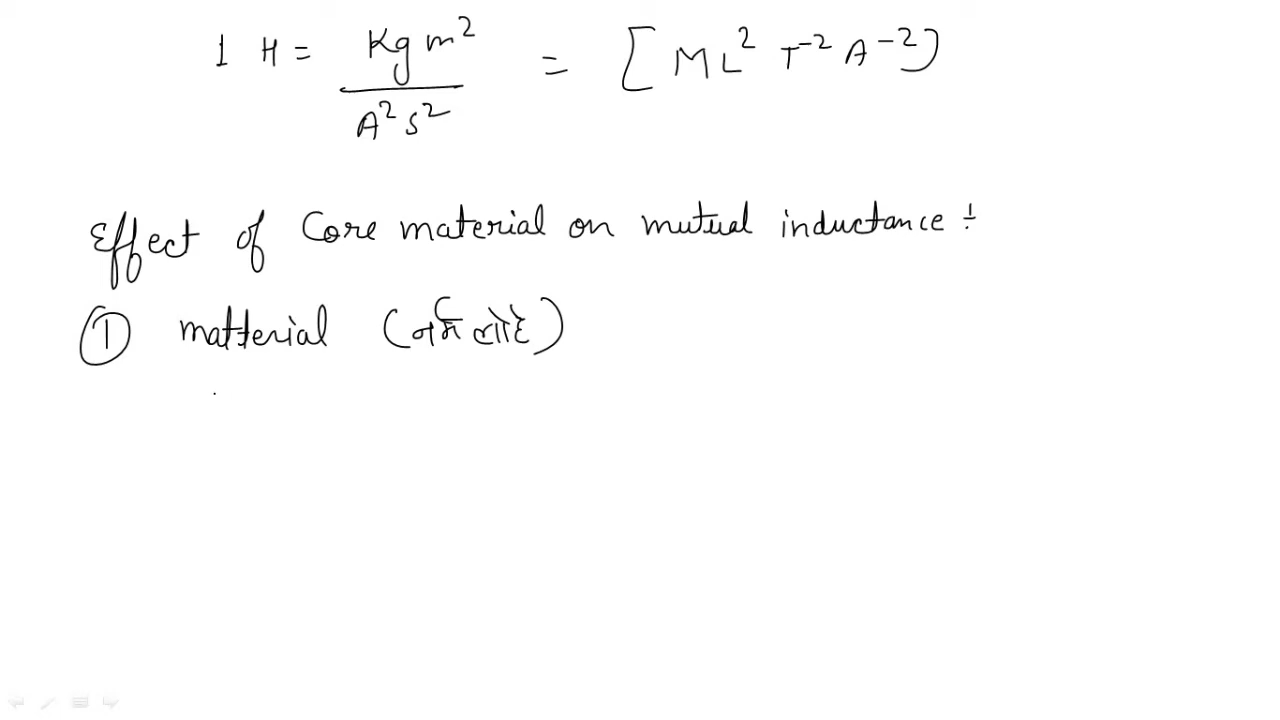 1 H = Kg m² / A² s² = [M L² T⁻² A⁻²]
Effect of Core material on mutual inductance ÷
① matterial (नर्म लोहे)